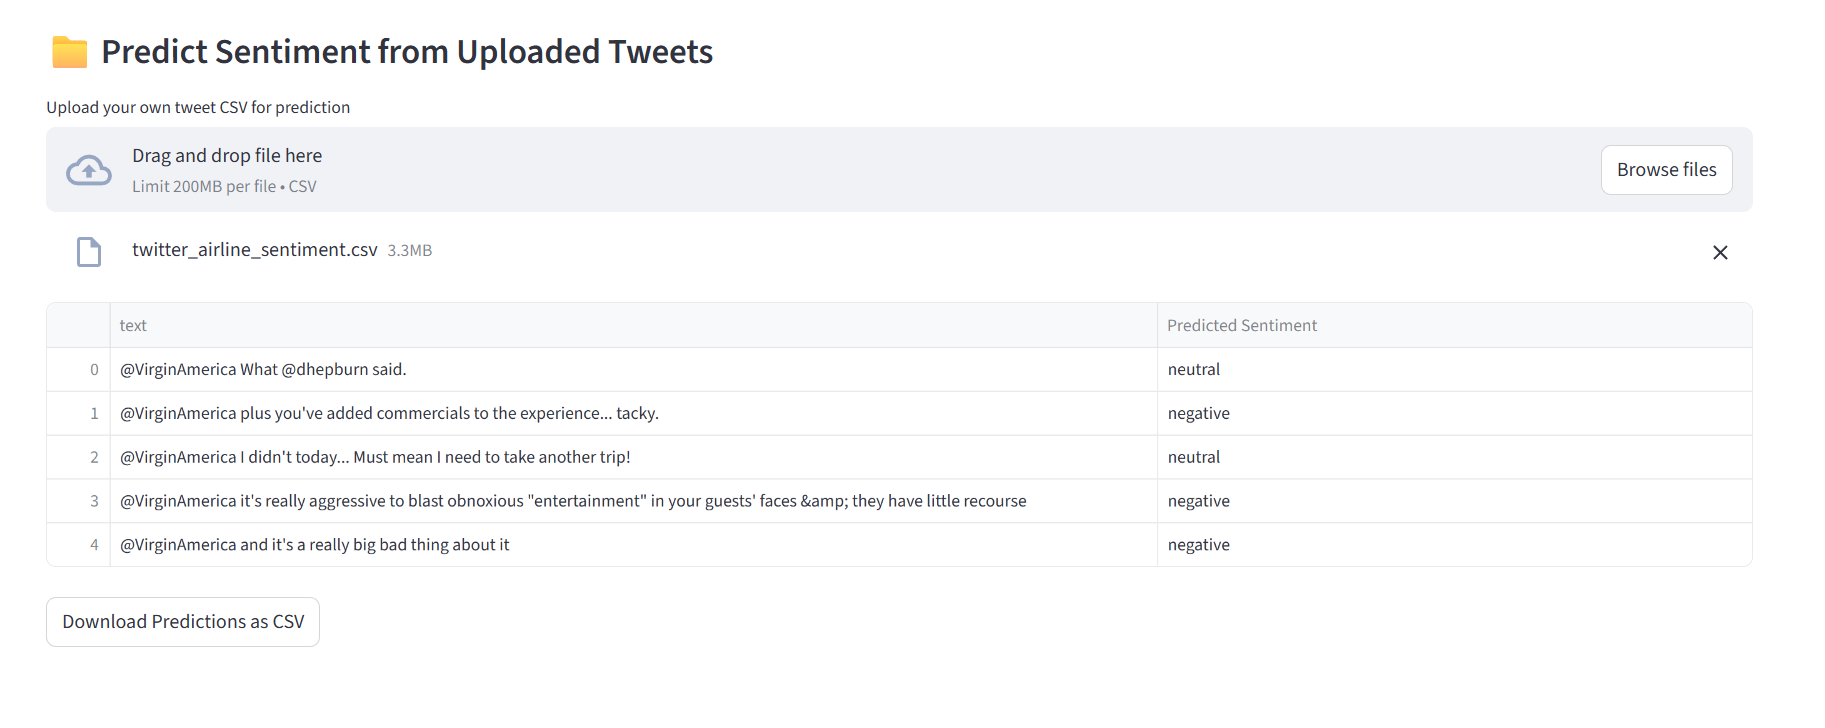 Predict Sentiment from Uploaded Tweets
Upload your own tweet CSV for prediction
Drag and drop file here
Limit 200MB per file • CSV
Browse files
twitter_airline_sentiment.csv 3.3MB
text Predicted Sentiment
0 @VirginAmerica What @dhepburn said. neutral
1 @VirginAmerica plus you've added commercials to the experience... tacky. negative
2 @VirginAmerica I didn't today... Must mean I need to take another trip! neutral
3 @VirginAmerica it's really aggressive to blast obnoxious "entertainment" in your guests' faces &amp; they have little recourse negative
4 @VirginAmerica and it's a really big bad thing about it negative
Download Predictions as CSV